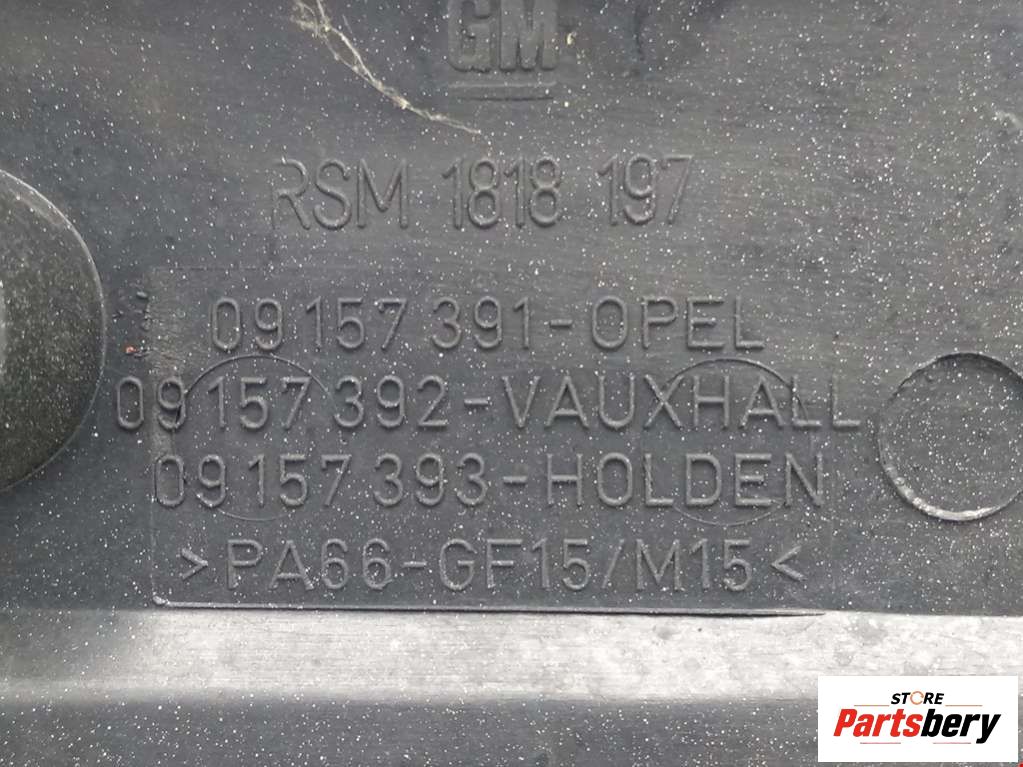 GM
RSM 1818 197
09 157 391-OPEL
09 157 392-VAUXHALL
09 157 393-HOLDEN
>PA66-GF15/M15<
STORE
Partsbery